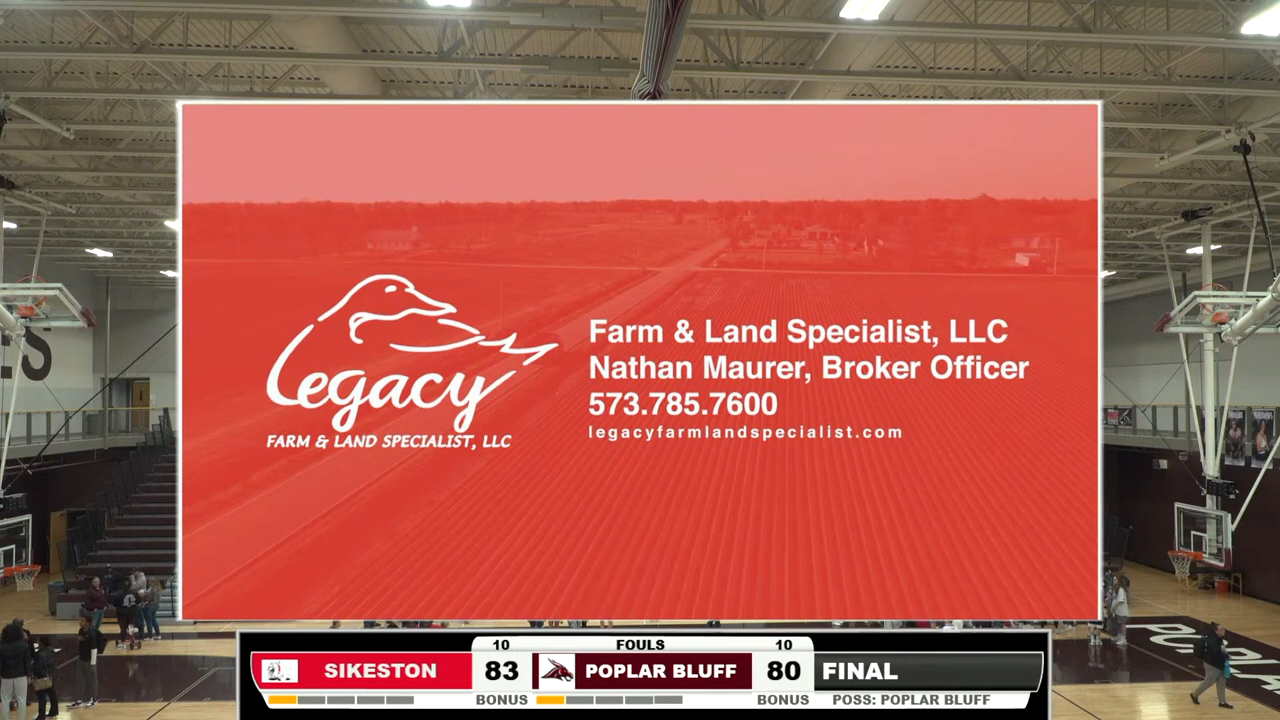 Legacy
FARM & LAND SPECIALIST, LLC
Farm & Land Specialist, LLC
Nathan Maurer, Broker Officer
573.785.7600
legacyfarmlandspecialist.com
10 FOULS 10
SIKESTON 83 POPLAR BLUFF 80 FINAL
BONUS BONUS POSS: POPLAR BLUFF